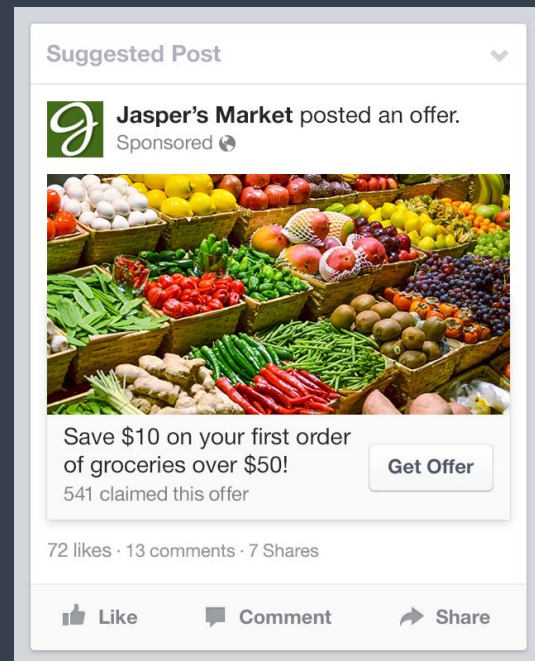 Suggested Post
Jasper's Market posted an offer.
Sponsored
Save $10 on your first order
of groceries over $50!
541 claimed this offer
Get Offer
72 likes · 13 comments · 7 Shares
Like
Comment
Share